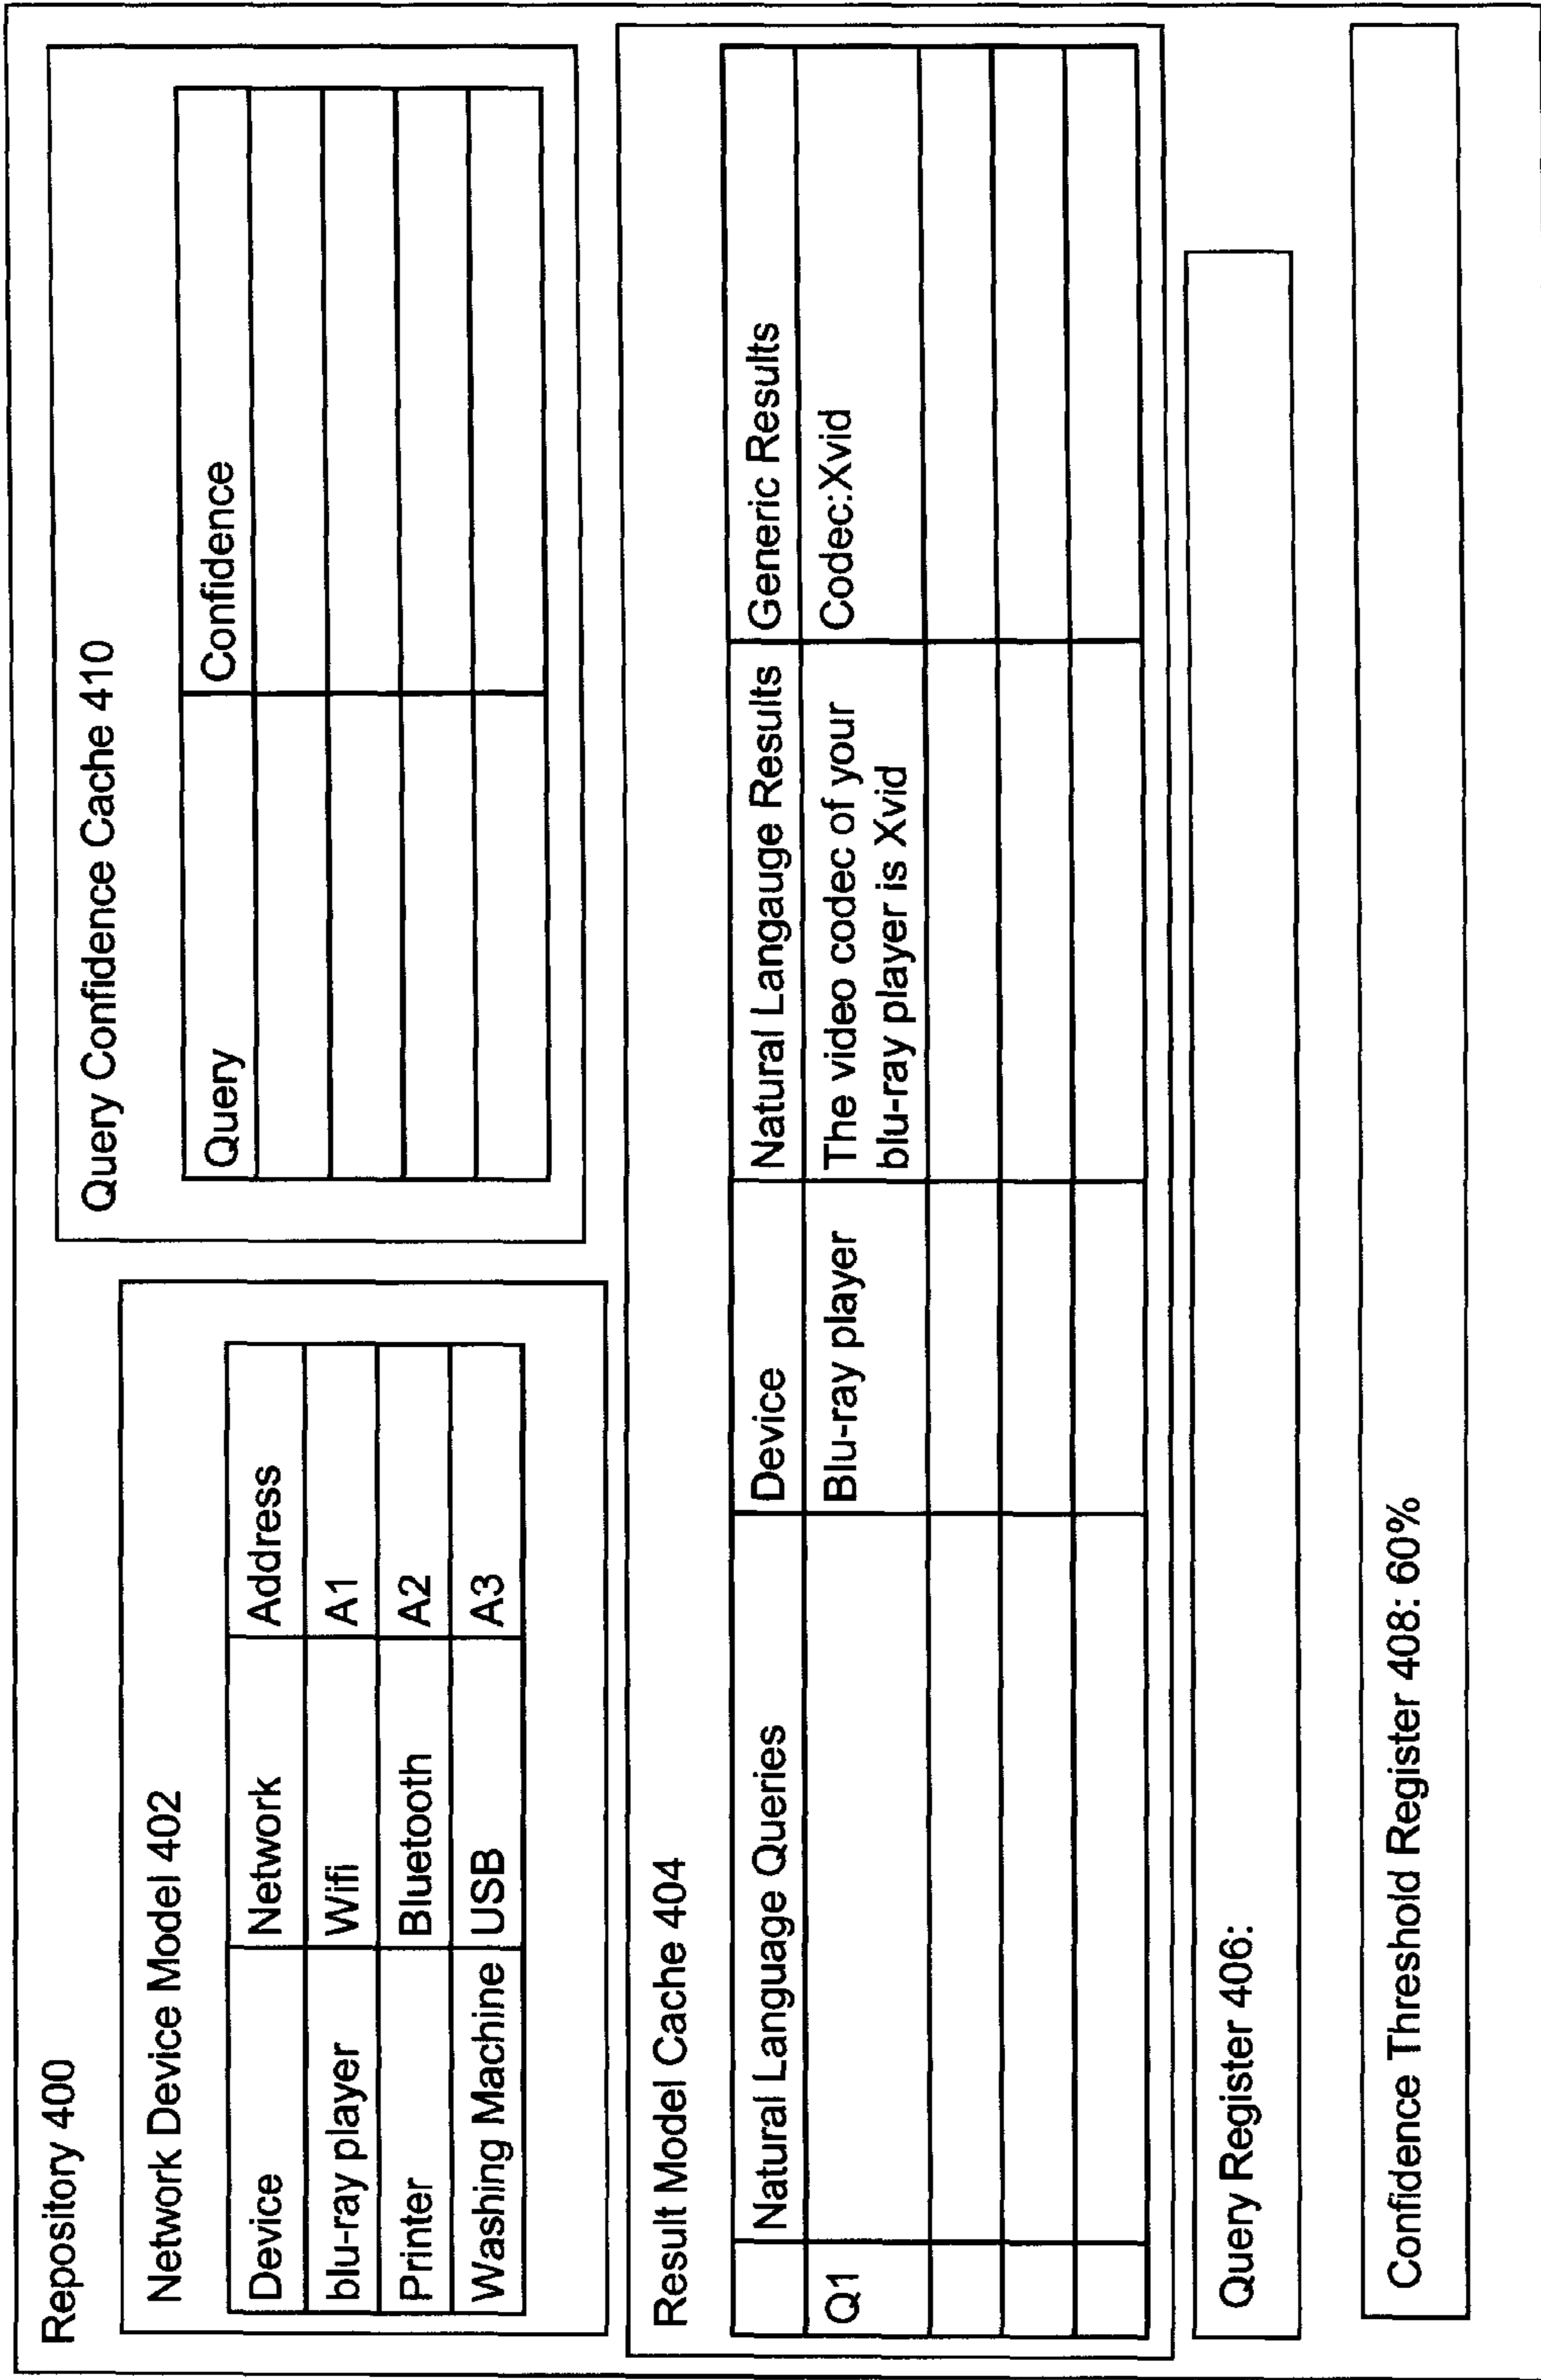 Repository 400
Network Device Model 402
Device Network Address
blu-ray player Wifi A1
Printer Bluetooth A2
Washing Machine USB A3
Query Confidence Cache 410
Query Confidence
Result Model Cache 404
Natural Language Queries Device Natural Langauge Results Generic Results
Q1 Blu-ray player The video codec of your Codec:Xvid
blu-ray player is Xvid
Query Register 406:
Confidence Threshold Register 408: 60%